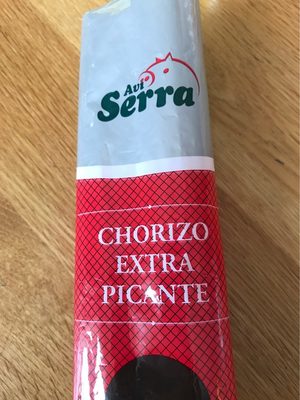 Avi
Serra
CHORIZO
EXTRA
PICANTE